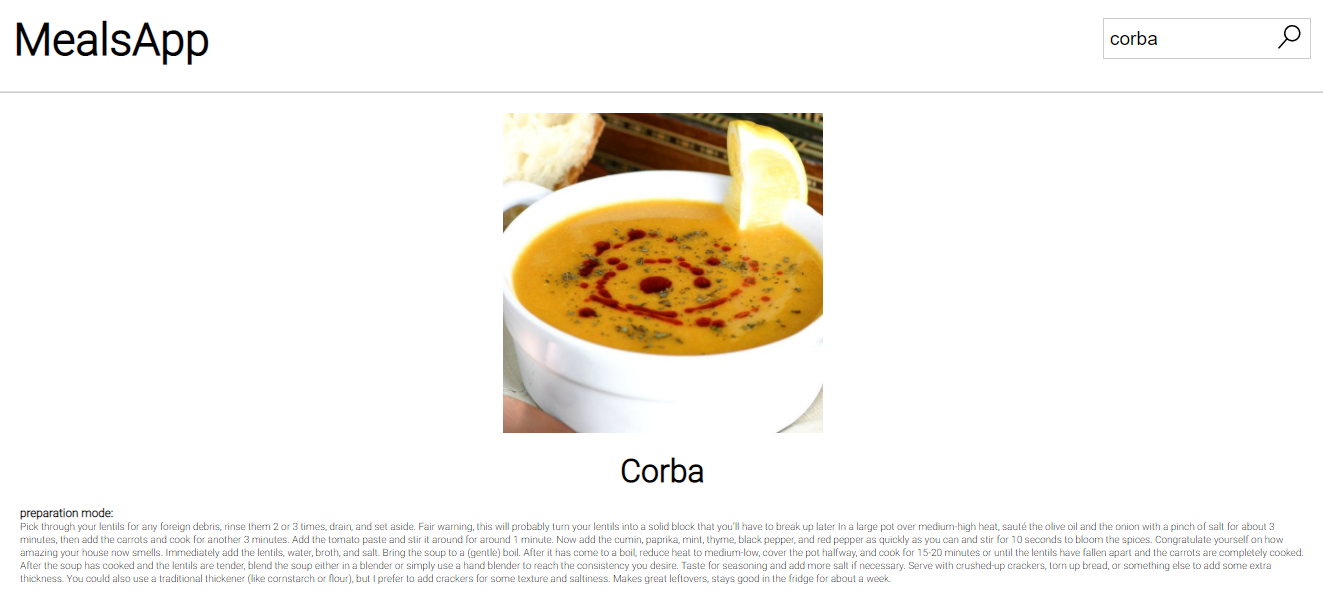 MealsApp
corba
Corba
preparation mode:
Pick through your lentils for any foreign debris, rinse them 2 or 3 times, drain, and set aside. Fair warning, this will probably turn your lentils into a solid block that you'll have to break up later In a large pot over medium-high heat, sauté the olive oil and the onion with a pinch of salt for about 3
minutes, then add the carrots and cook for another 3 minutes. Add the tomato paste and stir it around for around 1 minute. Now add the cumin, paprika, mint, thyme, black pepper, and red pepper as quickly as you can and stir for 10 seconds to bloom the spices. Congratulate yourself on how
amazing your house now smells. Immediately add the lentils, water, broth, and salt. Bring the soup to a (gentle) boil. After it has come to a boil, reduce heat to medium-low, cover the pot halfway, and cook for 15-20 minutes or until the lentils have fallen apart and the carrots are completely cooked.
After the soup has cooked and the lentils are tender, blend the soup either in a blender or simply use a hand blender to reach the consistency you desire. Taste for seasoning and add more salt if necessary. Serve with crushed-up crackers, torn up bread, or something else to add some extra
thickness. You could also use a traditional thickener (like cornstarch or flour), but I prefer to add crackers for some texture and saltiness. Makes great leftovers, stays good in the fridge for about a week.